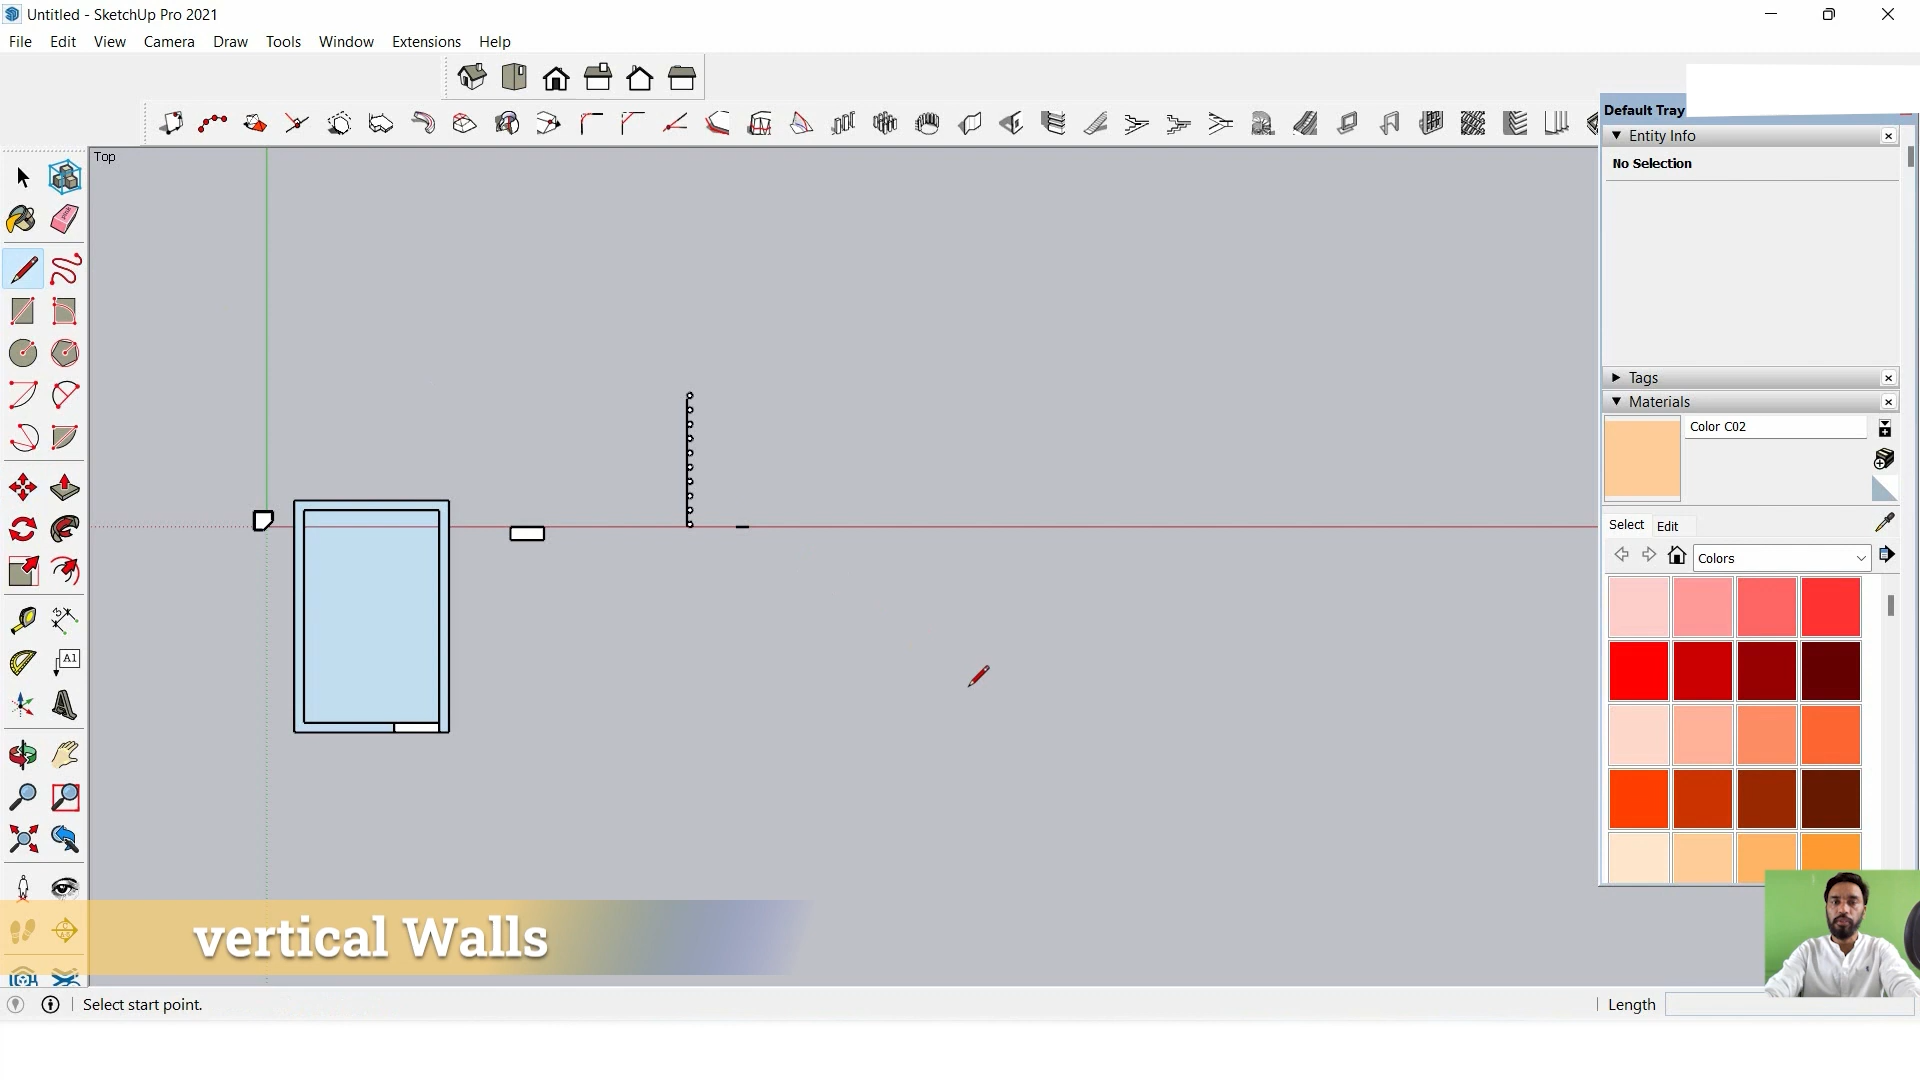 Untitled - SketchUp Pro 2021
File Edit View Camera Draw Tools Window Extensions Help
Default Tray
Entity Info
No Selection
Top
A1
Tags
Materials
Color C02
Select Edit
Colors
vertical Walls
Select start point.
Length